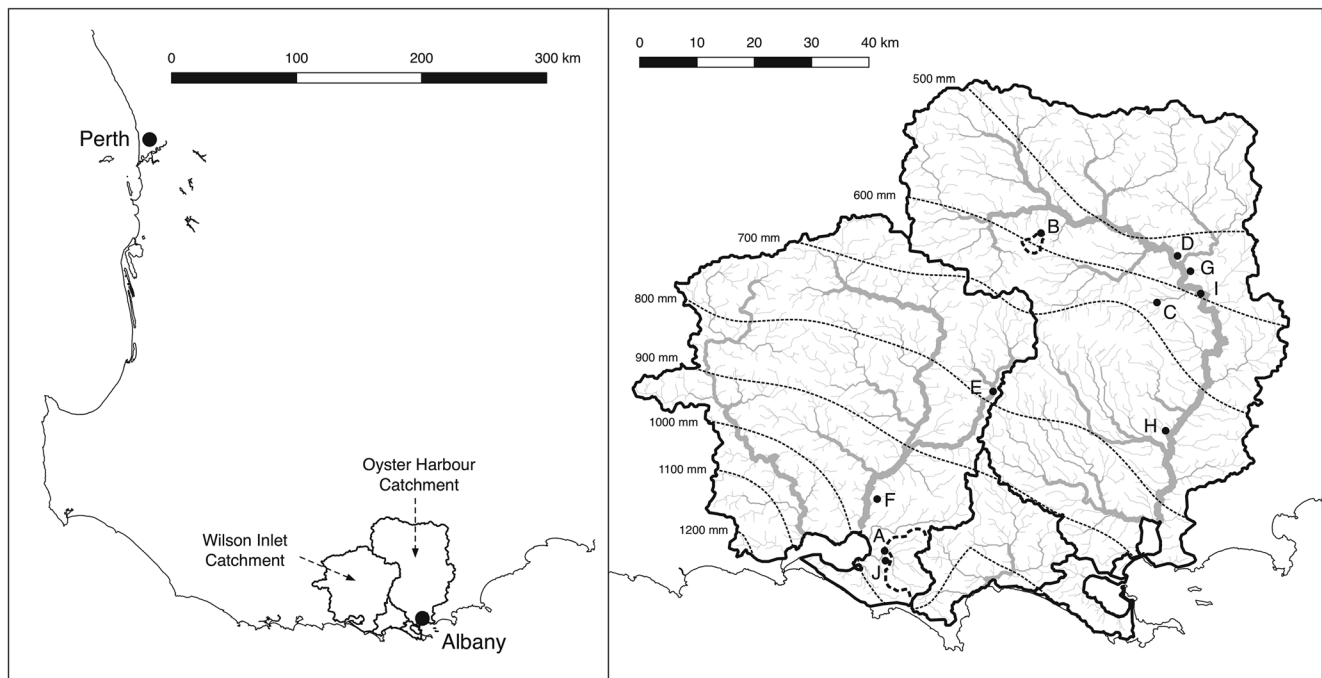 0 100 200 300 km
Perth
Oyster Harbour
Catchment
Wilson Inlet
Catchment
Albany
0 10 20 30 40 km
500 mm
600 mm
B
700 mm
D
G
I
800 mm
C
900 mm
E
1000 mm
H
1100 mm
F
1200 mm
A
J